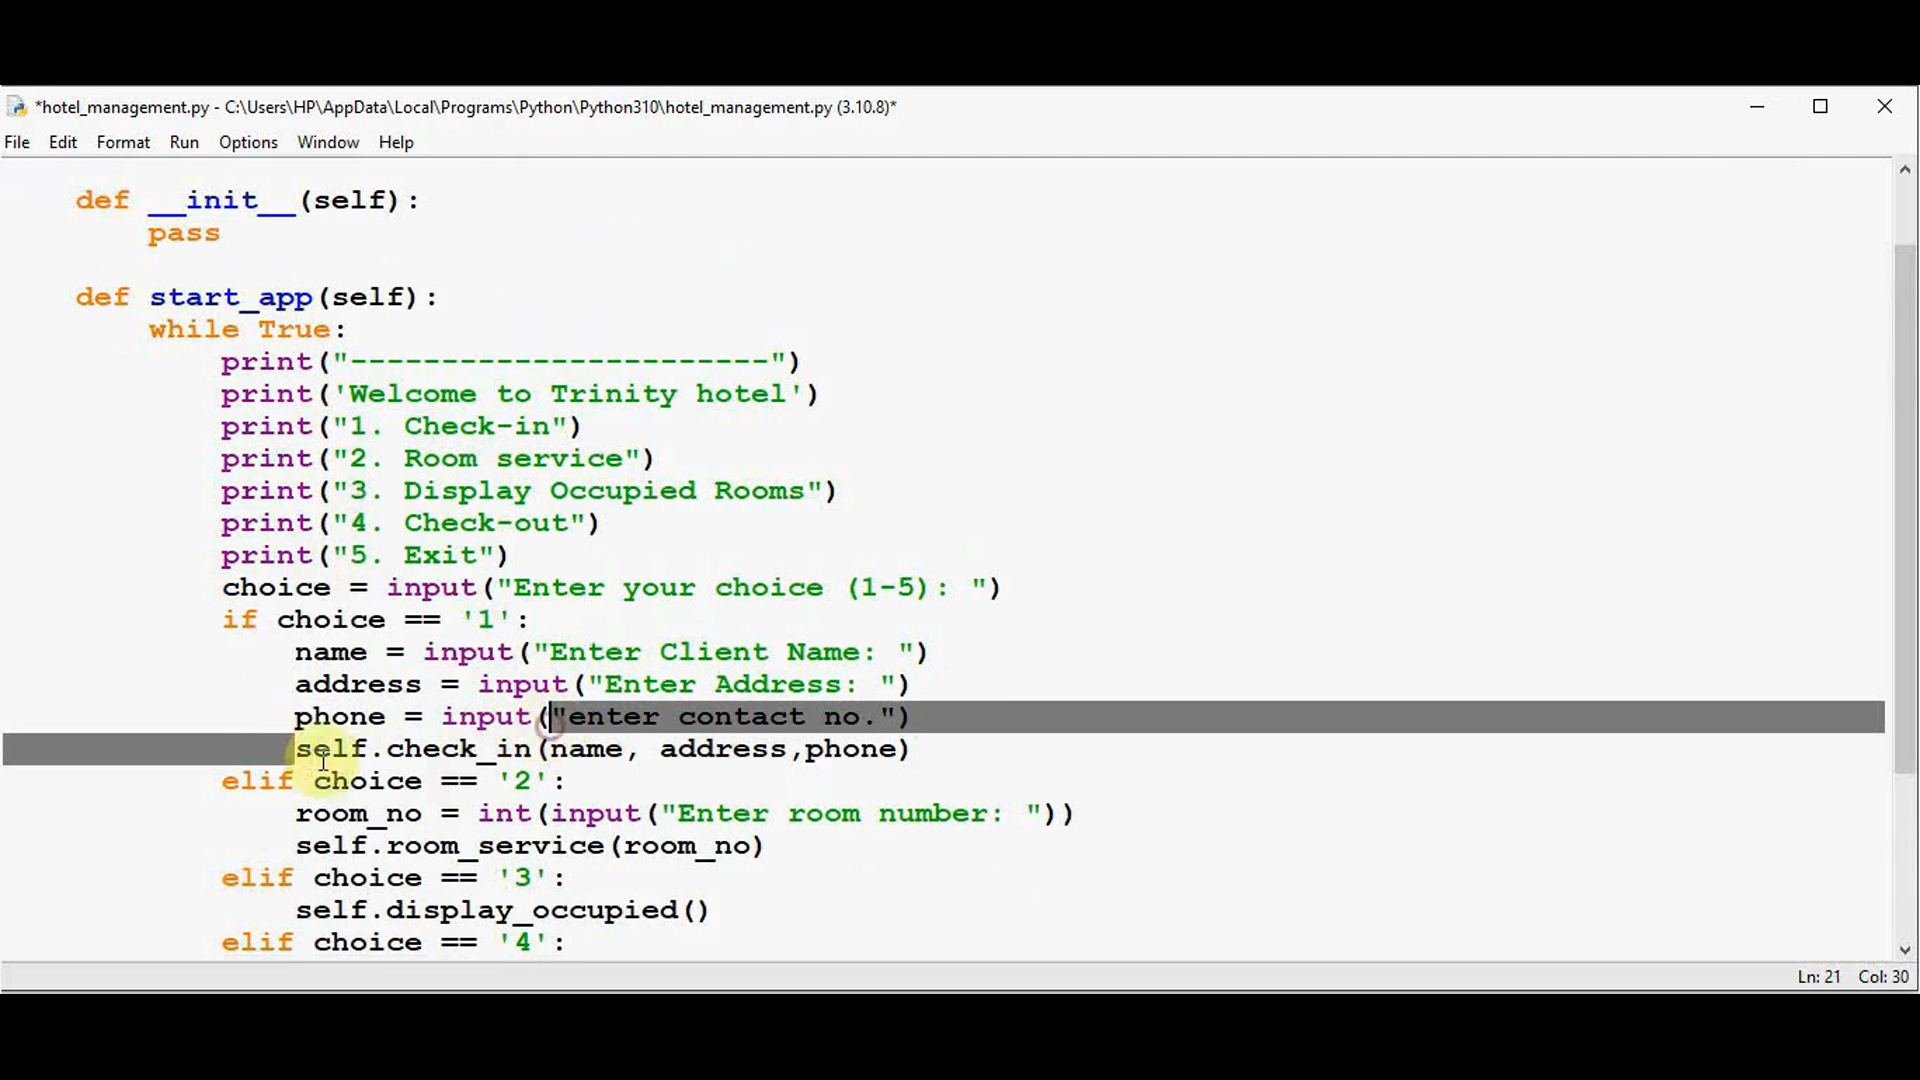 *hotel_management.py - C:\Users\HP\AppData\Local\Programs\Python\Python310\hotel_management.py (3.10.8)*
File Edit Format Run Options Window Help
def __init__(self):
pass
def start_app(self):
while True:
print("-----------------------")
print('Welcome to Trinity hotel')
print("1. Check-in")
print("2. Room service")
print("3. Display Occupied Rooms")
print("4. Check-out")
print("5. Exit")
choice = input("Enter your choice (1-5): ")
if choice == '1':
name = input("Enter Client Name: ")
address = input("Enter Address: ")
phone = input("enter contact no.")
self.check_in(name, address,phone)
elif choice == '2':
room_no = int(input("Enter room number: "))
self.room_service(room_no)
elif choice == '3':
self.display_occupied()
elif choice == '4':
Ln: 21 Col: 30